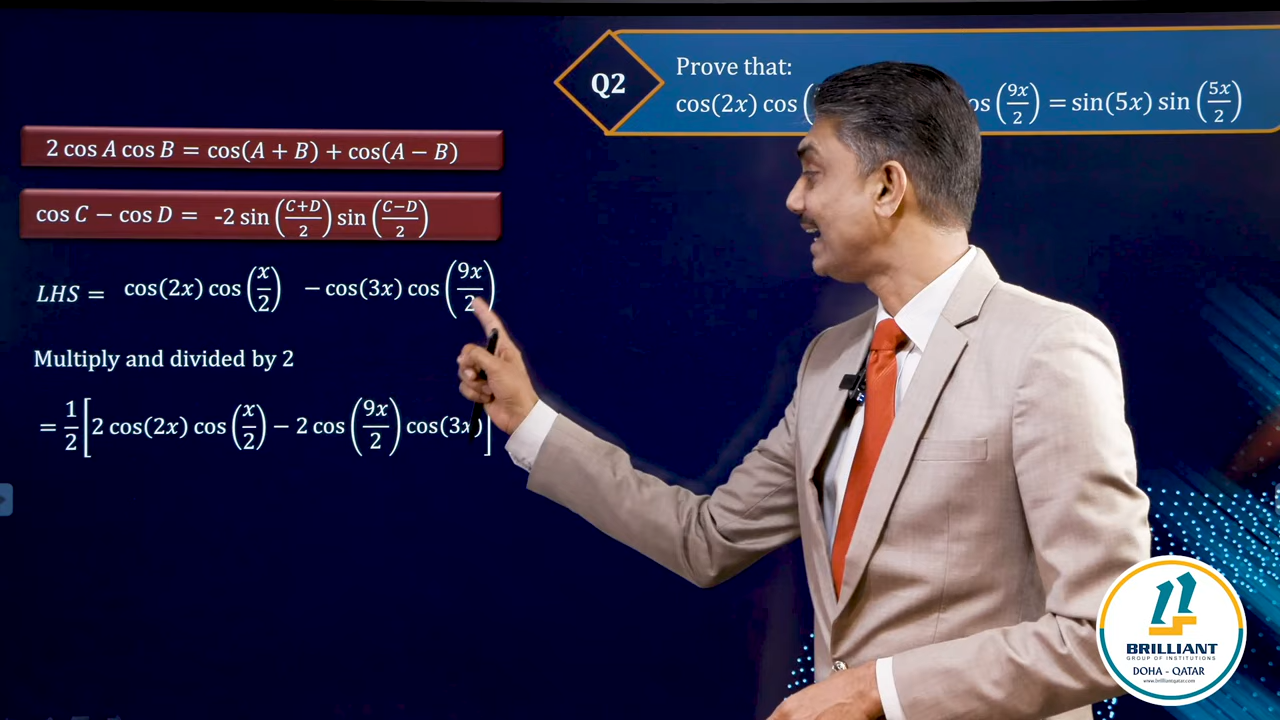 Q2
Prove that:
cos(2x) cos ( os (9x/2) = sin(5x) sin (5x/2)
2 cos A cos B = cos(A + B) + cos(A − B)
cos C − cos D = -2 sin ((C+D)/2) sin ((C−D)/2)
LHS = cos(2x) cos (x/2) − cos(3x) cos (9x/2)
Multiply and divided by 2
= 1/2 [2 cos(2x) cos (x/2) − 2 cos (9x/2) cos(3x)]
BRILLIANT
GROUP OF INSTITUTIONS
DOHA - QATAR
www.brilliantqatar.com